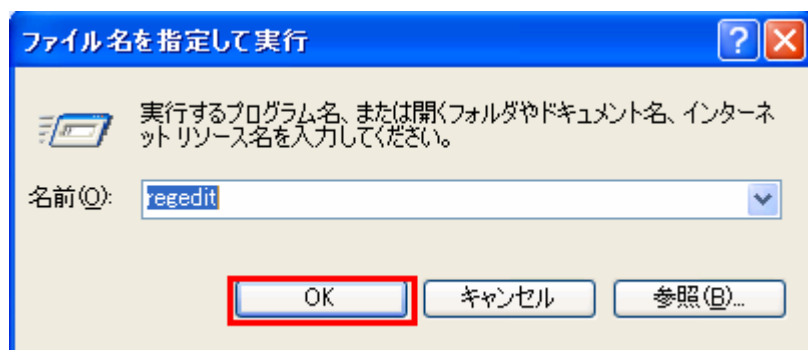 ファイル名を指定して実行
実行するプログラム名、または開くフォルダやドキュメント名、インターネ
ット リソース名を入力してください。
名前(O): regedit
OK キャンセル 参照(B)...